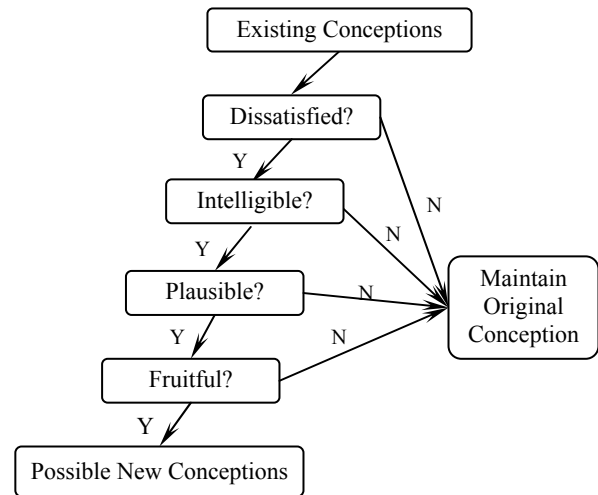 Existing Conceptions
Dissatisfied?
Y
N
Intelligible?
Y
N
Plausible?
N
Maintain
Original
Conception
Y
N
Fruitful?
Y
Possible New Conceptions